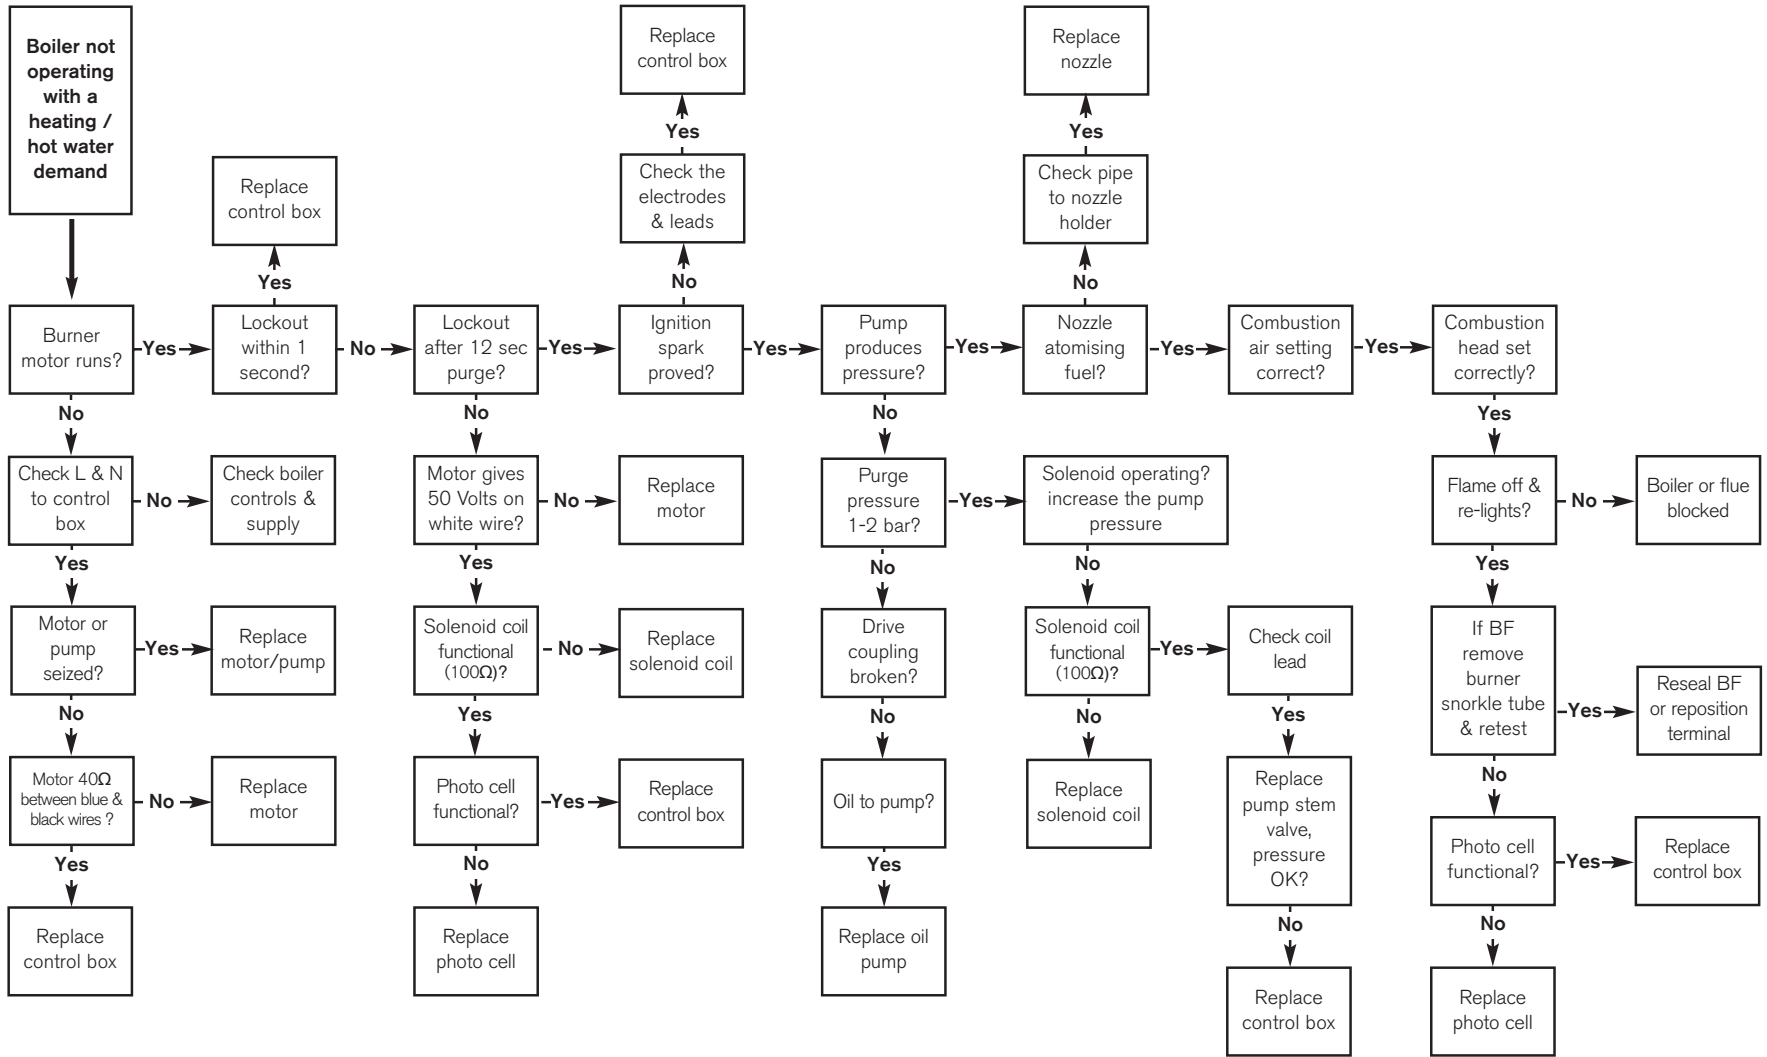 Boiler not
operating
with a
heating /
hot water
demand
Replace
control box
Yes
Replace
control box
Yes
Check the
electrodes
& leads
No
Replace
nozzle
Yes
Check pipe
to nozzle
holder
No
Burner
motor runs?
Yes
Lockout
within 1
second?
No
Lockout
after 12 sec
purge?
Yes
Ignition
spark
proved?
Yes
Pump
produces
pressure?
Yes
Nozzle
atomising
fuel?
Yes
Combustion
air setting
correct?
Yes
Combustion
head set
correctly?
No
Check L & N
to control
box
No
Check boiler
controls &
supply
Yes
Motor or
pump
seized?
Yes
Replace
motor/pump
No
Motor 40Ω
between blue &
black wires ?
No
Replace
motor
Yes
Replace
control box
No
Motor gives
50 Volts on
white wire?
No
Replace
motor
Yes
Solenoid coil
functional
(100Ω)?
No
Replace
solenoid coil
Yes
Photo cell
functional?
Yes
Replace
control box
No
Replace
photo cell
No
Purge
pressure
1-2 bar?
Yes
Solenoid operating?
increase the pump
pressure
No
Drive
coupling
broken?
No
Oil to pump?
Yes
Replace oil
pump
No
Solenoid coil
functional
(100Ω)?
Yes
Check coil
lead
No
Replace
solenoid coil
Yes
Replace
pump stem
valve,
pressure
OK?
No
Replace
control box
Yes
Flame off &
re-lights?
No
Boiler or flue
blocked
Yes
If BF
remove
burner
snorkle tube
& retest
Yes
Reseal BF
or reposition
terminal
No
Photo cell
functional?
Yes
Replace
control box
No
Replace
photo cell